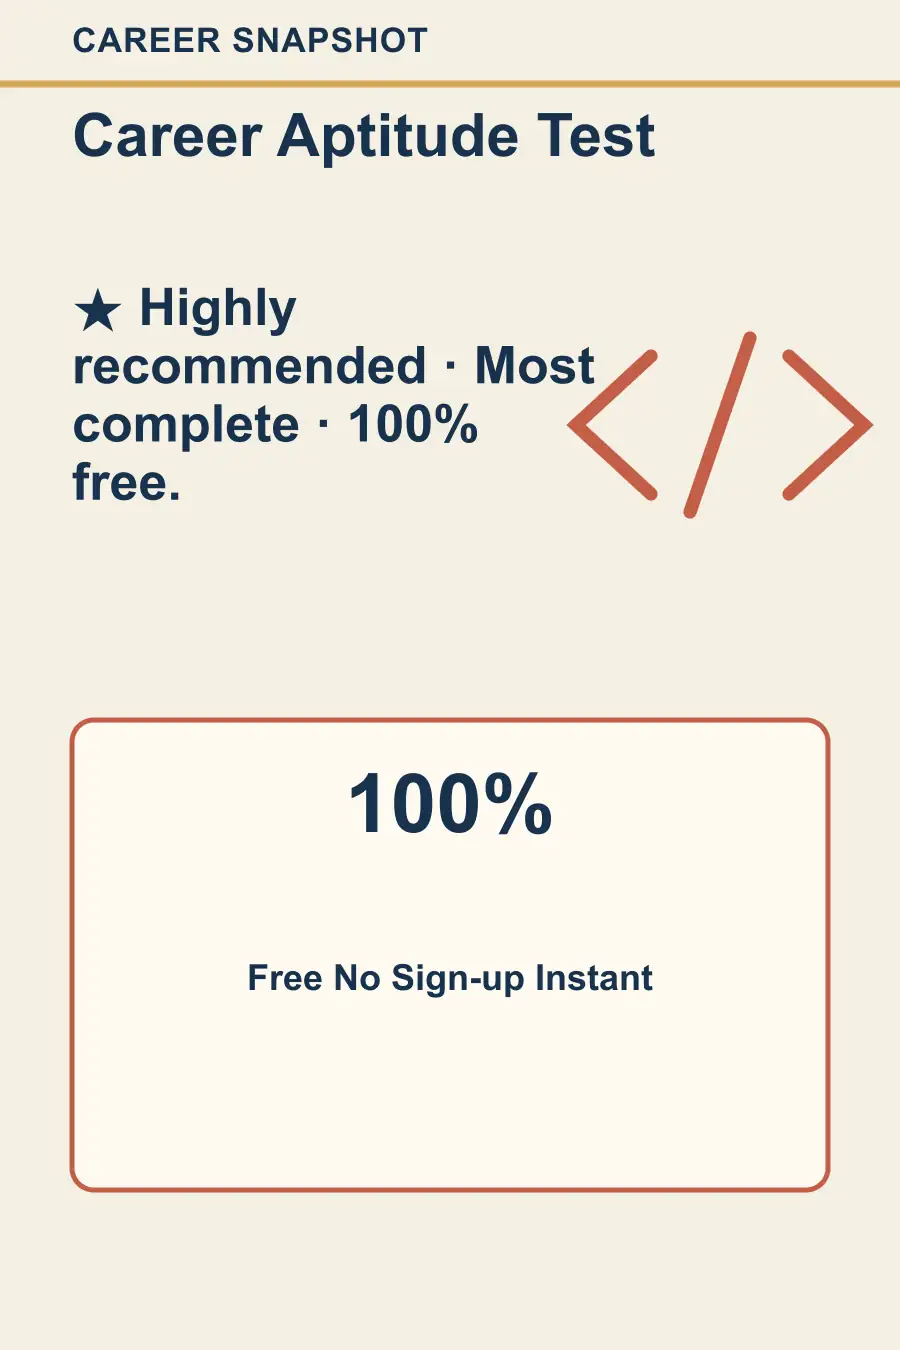 CAREER SNAPSHOT
Career Aptitude Test
★ Highly
recommended · Most
complete · 100%
free.
100%
Free No Sign-up Instant